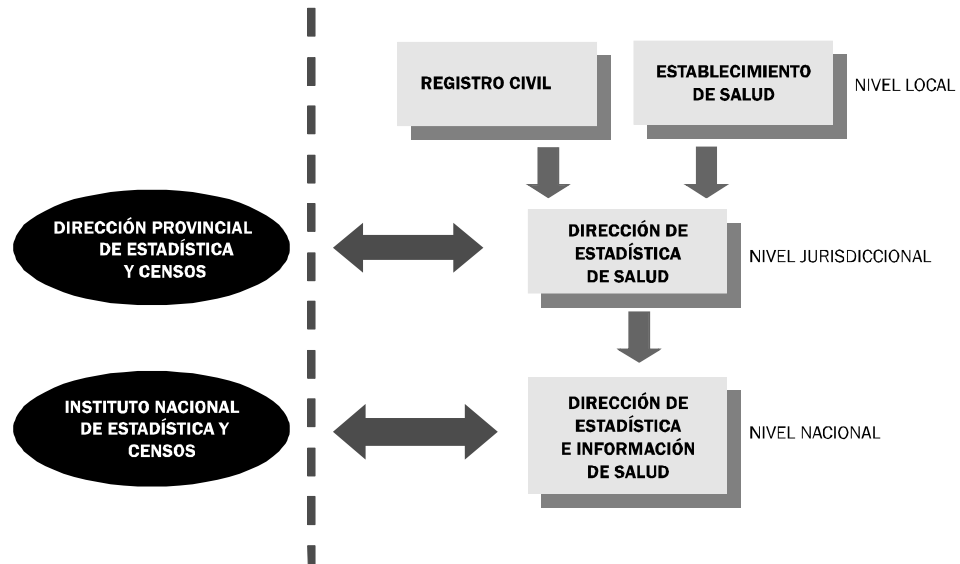 REGISTRO CIVIL
ESTABLECIMIENTO
DE SALUD
NIVEL LOCAL
DIRECCIÓN PROVINCIAL
DE ESTADÍSTICA
Y CENSOS
DIRECCIÓN DE
ESTADÍSTICA
DE SALUD
NIVEL JURISDICCIONAL
INSTITUTO NACIONAL
DE ESTADÍSTICA Y
CENSOS
DIRECCIÓN DE
ESTADÍSTICA
E INFORMACIÓN
DE SALUD
NIVEL NACIONAL